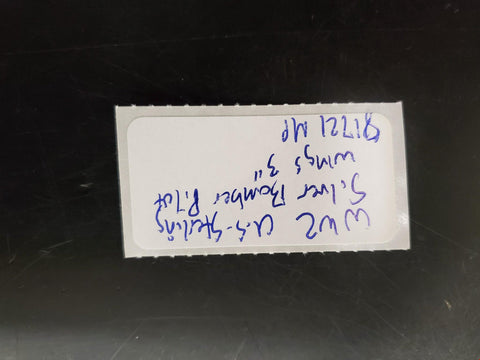 WW2 U.S-Sterling
Silver Bomber Pilot
Wings 3"
81721 MP